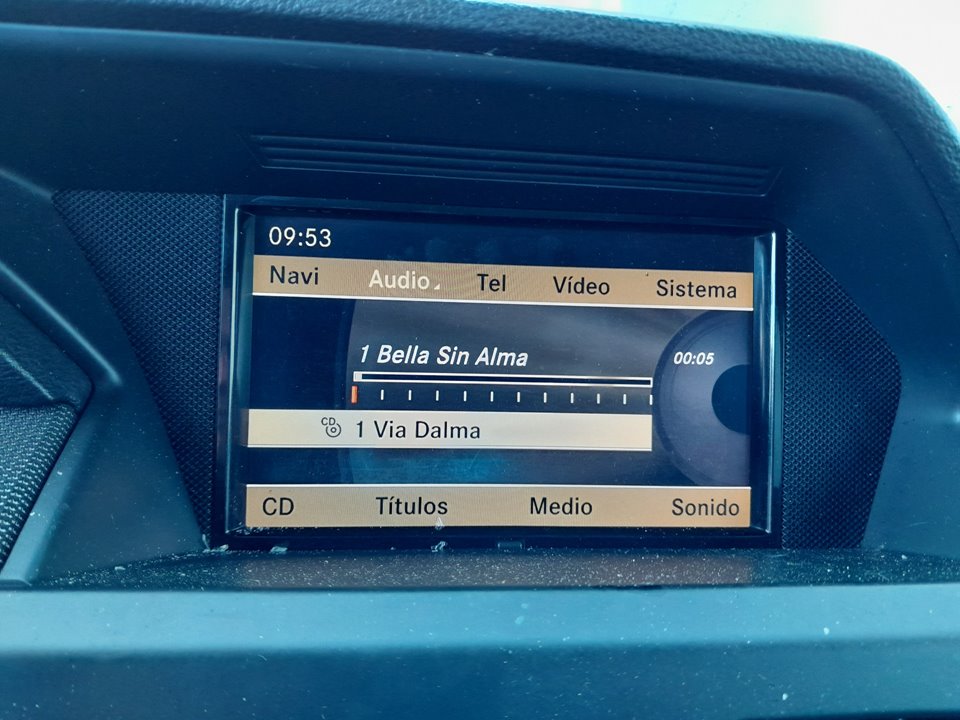 09:53
Navi Audio Tel Vídeo Sistema
1 Bella Sin Alma 00:05
CD 1 Via Dalma
CD Títulos Medio Sonido